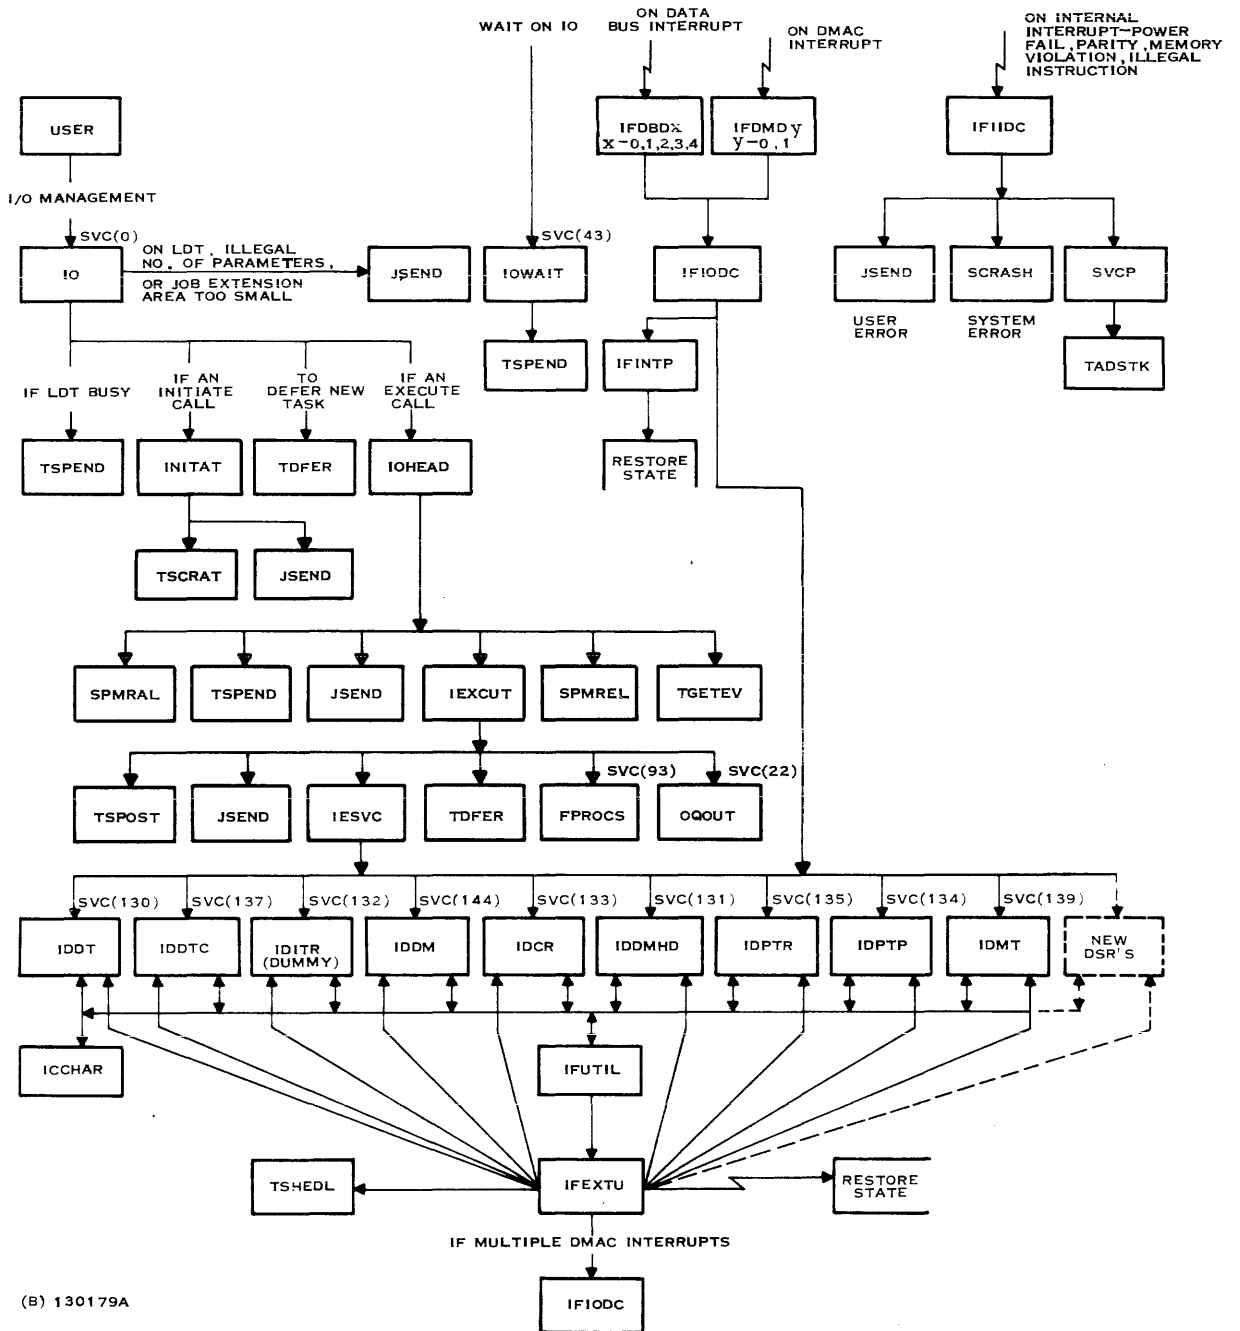 WAIT ON IO
ON DATA
BUS INTERRUPT
ON DMAC
INTERRUPT
ON INTERNAL
INTERRUPT-POWER
FAIL, PARITY, MEMORY
VIOLATION, ILLEGAL
INSTRUCTION
USER
IFDBDX
X-0,1,2,3,4
IFDMD y
y-0,1
IFIIDC
I/O MANAGEMENT
SVC(0)
IO
ON LDT, ILLEGAL
NO. OF PARAMETERS,
OR JOB EXTENSION
AREA TOO SMALL
JSEND
SVC(43)
IOWAIT
IFIODC
JSEND
SCRASH
SVCP
USER
ERROR
SYSTEM
ERROR
TSPEND
IFINTP
TADSTK
IF LDT BUSY
IF AN
INITIATE
CALL
TO
DEFER NEW
TASK
IF AN
EXECUTE
CALL
TSPEND
INITAT
TDFER
IOHEAD
RESTORE
STATE
TSCRAT
JSEND
SPMRAL
TSPEND
JSEND
IEXCUT
SPMREL
TGETEV
SVC(93)
SVC(22)
TSPOST
JSEND
IESVC
TDFER
FPROCS
OQOUT
SVC(130)
SVC(137)
SVC(132)
SVC(144)
SVC(133)
SVC(131)
SVC(135)
SVC(134)
SVC(139)
IDDT
IDDTC
IDITR
(DUMMY)
IDDM
IDCR
IDDMHD
IDPTR
IDPTP
IDMT
NEW
DSR'S
ICCHAR
IFUTIL
TSHEDL
IFEXTU
RESTORE
STATE
IF MULTIPLE DMAC INTERRUPTS
IFIODC
(B) 130179A